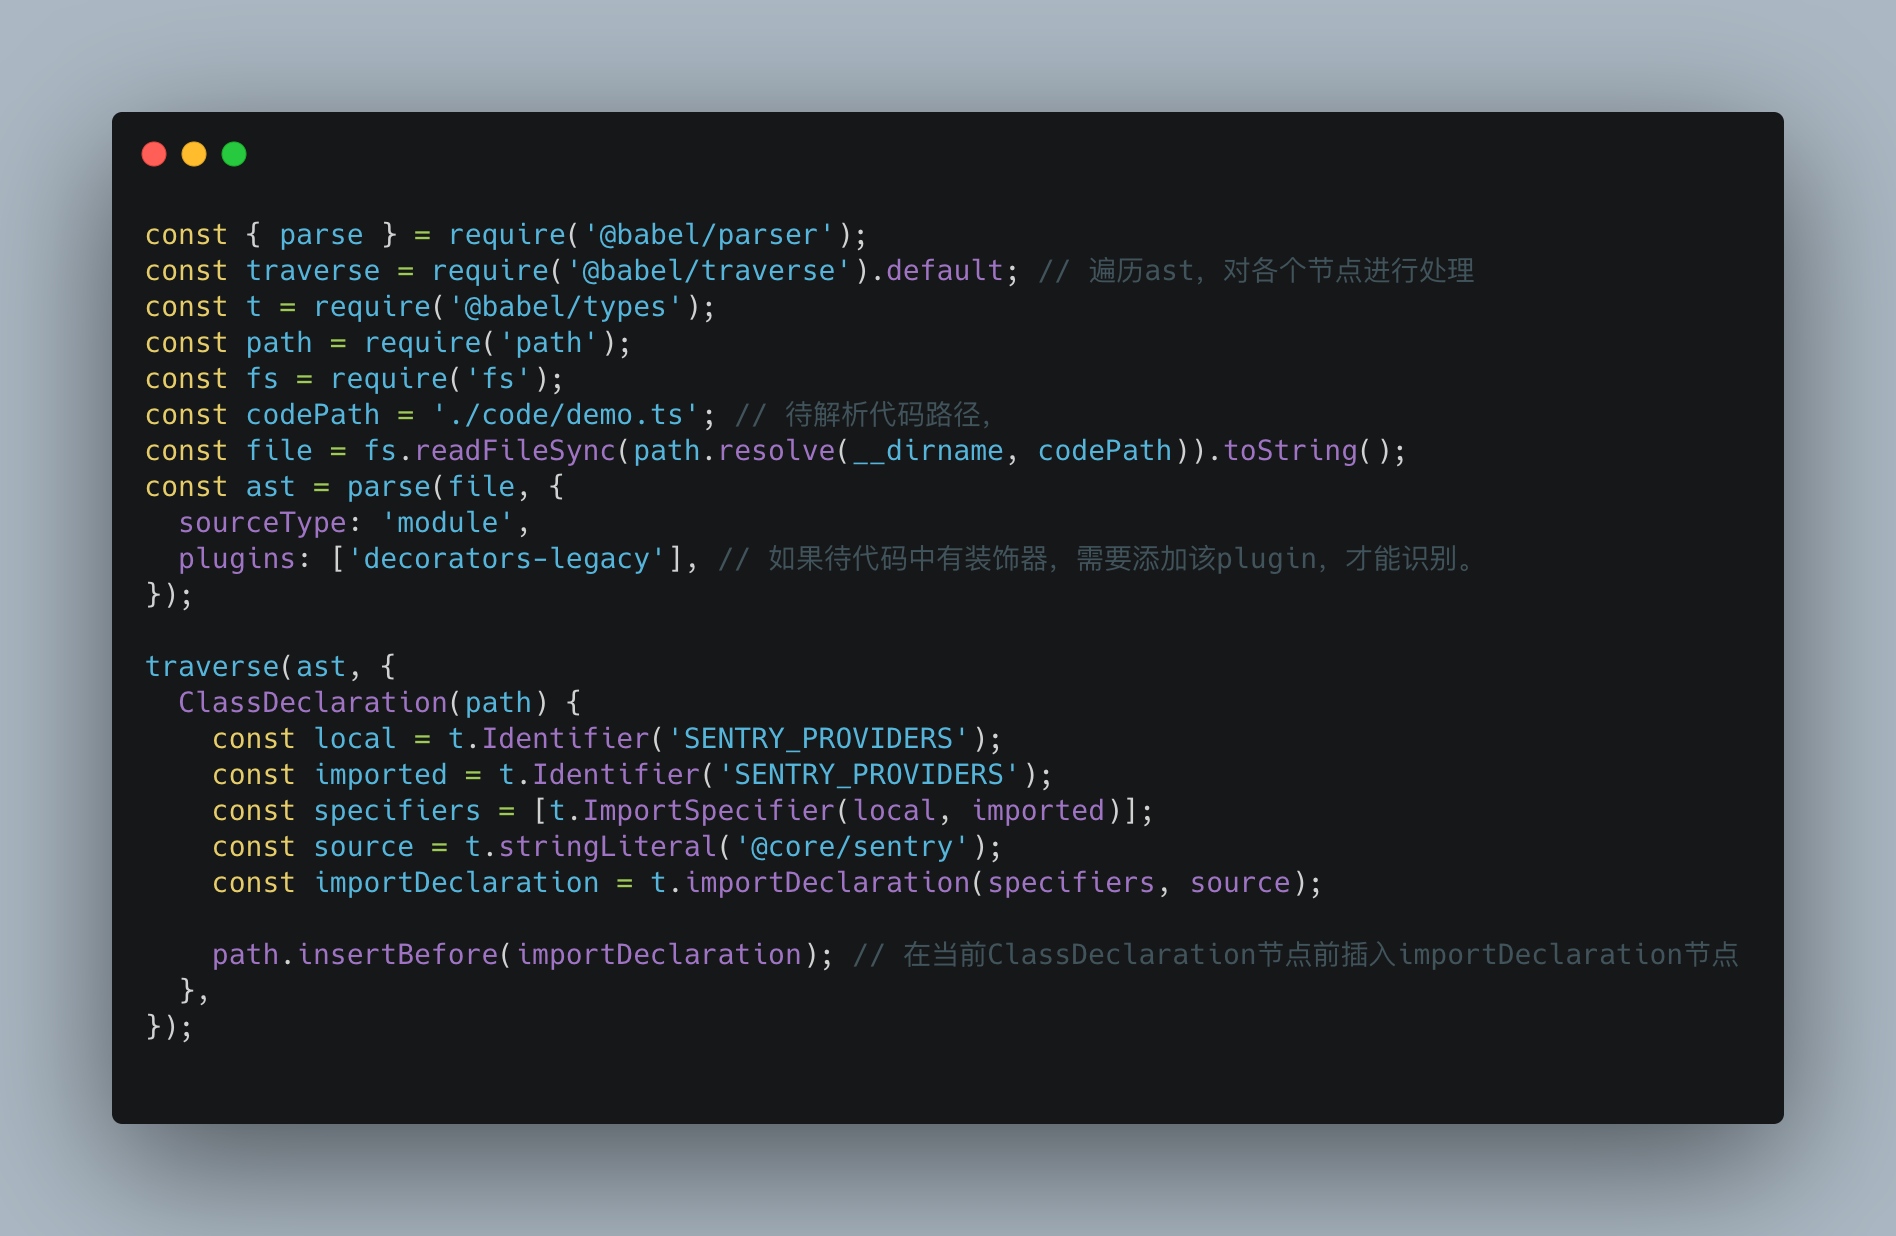 const { parse } = require('@babel/parser');
const traverse = require('@babel/traverse').default; // 遍历ast，对各个节点进行处理
const t = require('@babel/types');
const path = require('path');
const fs = require('fs');
const codePath = './code/demo.ts'; // 待解析代码路径，
const file = fs.readFileSync(path.resolve(__dirname, codePath)).toString();
const ast = parse(file, {
  sourceType: 'module',
  plugins: ['decorators-legacy'], // 如果待代码中有装饰器，需要添加该plugin，才能识别。
});

traverse(ast, {
  ClassDeclaration(path) {
    const local = t.Identifier('SENTRY_PROVIDERS');
    const imported = t.Identifier('SENTRY_PROVIDERS');
    const specifiers = [t.ImportSpecifier(local, imported)];
    const source = t.stringLiteral('@core/sentry');
    const importDeclaration = t.importDeclaration(specifiers, source);

    path.insertBefore(importDeclaration); // 在当前ClassDeclaration节点前插入importDeclaration节点
  },
});